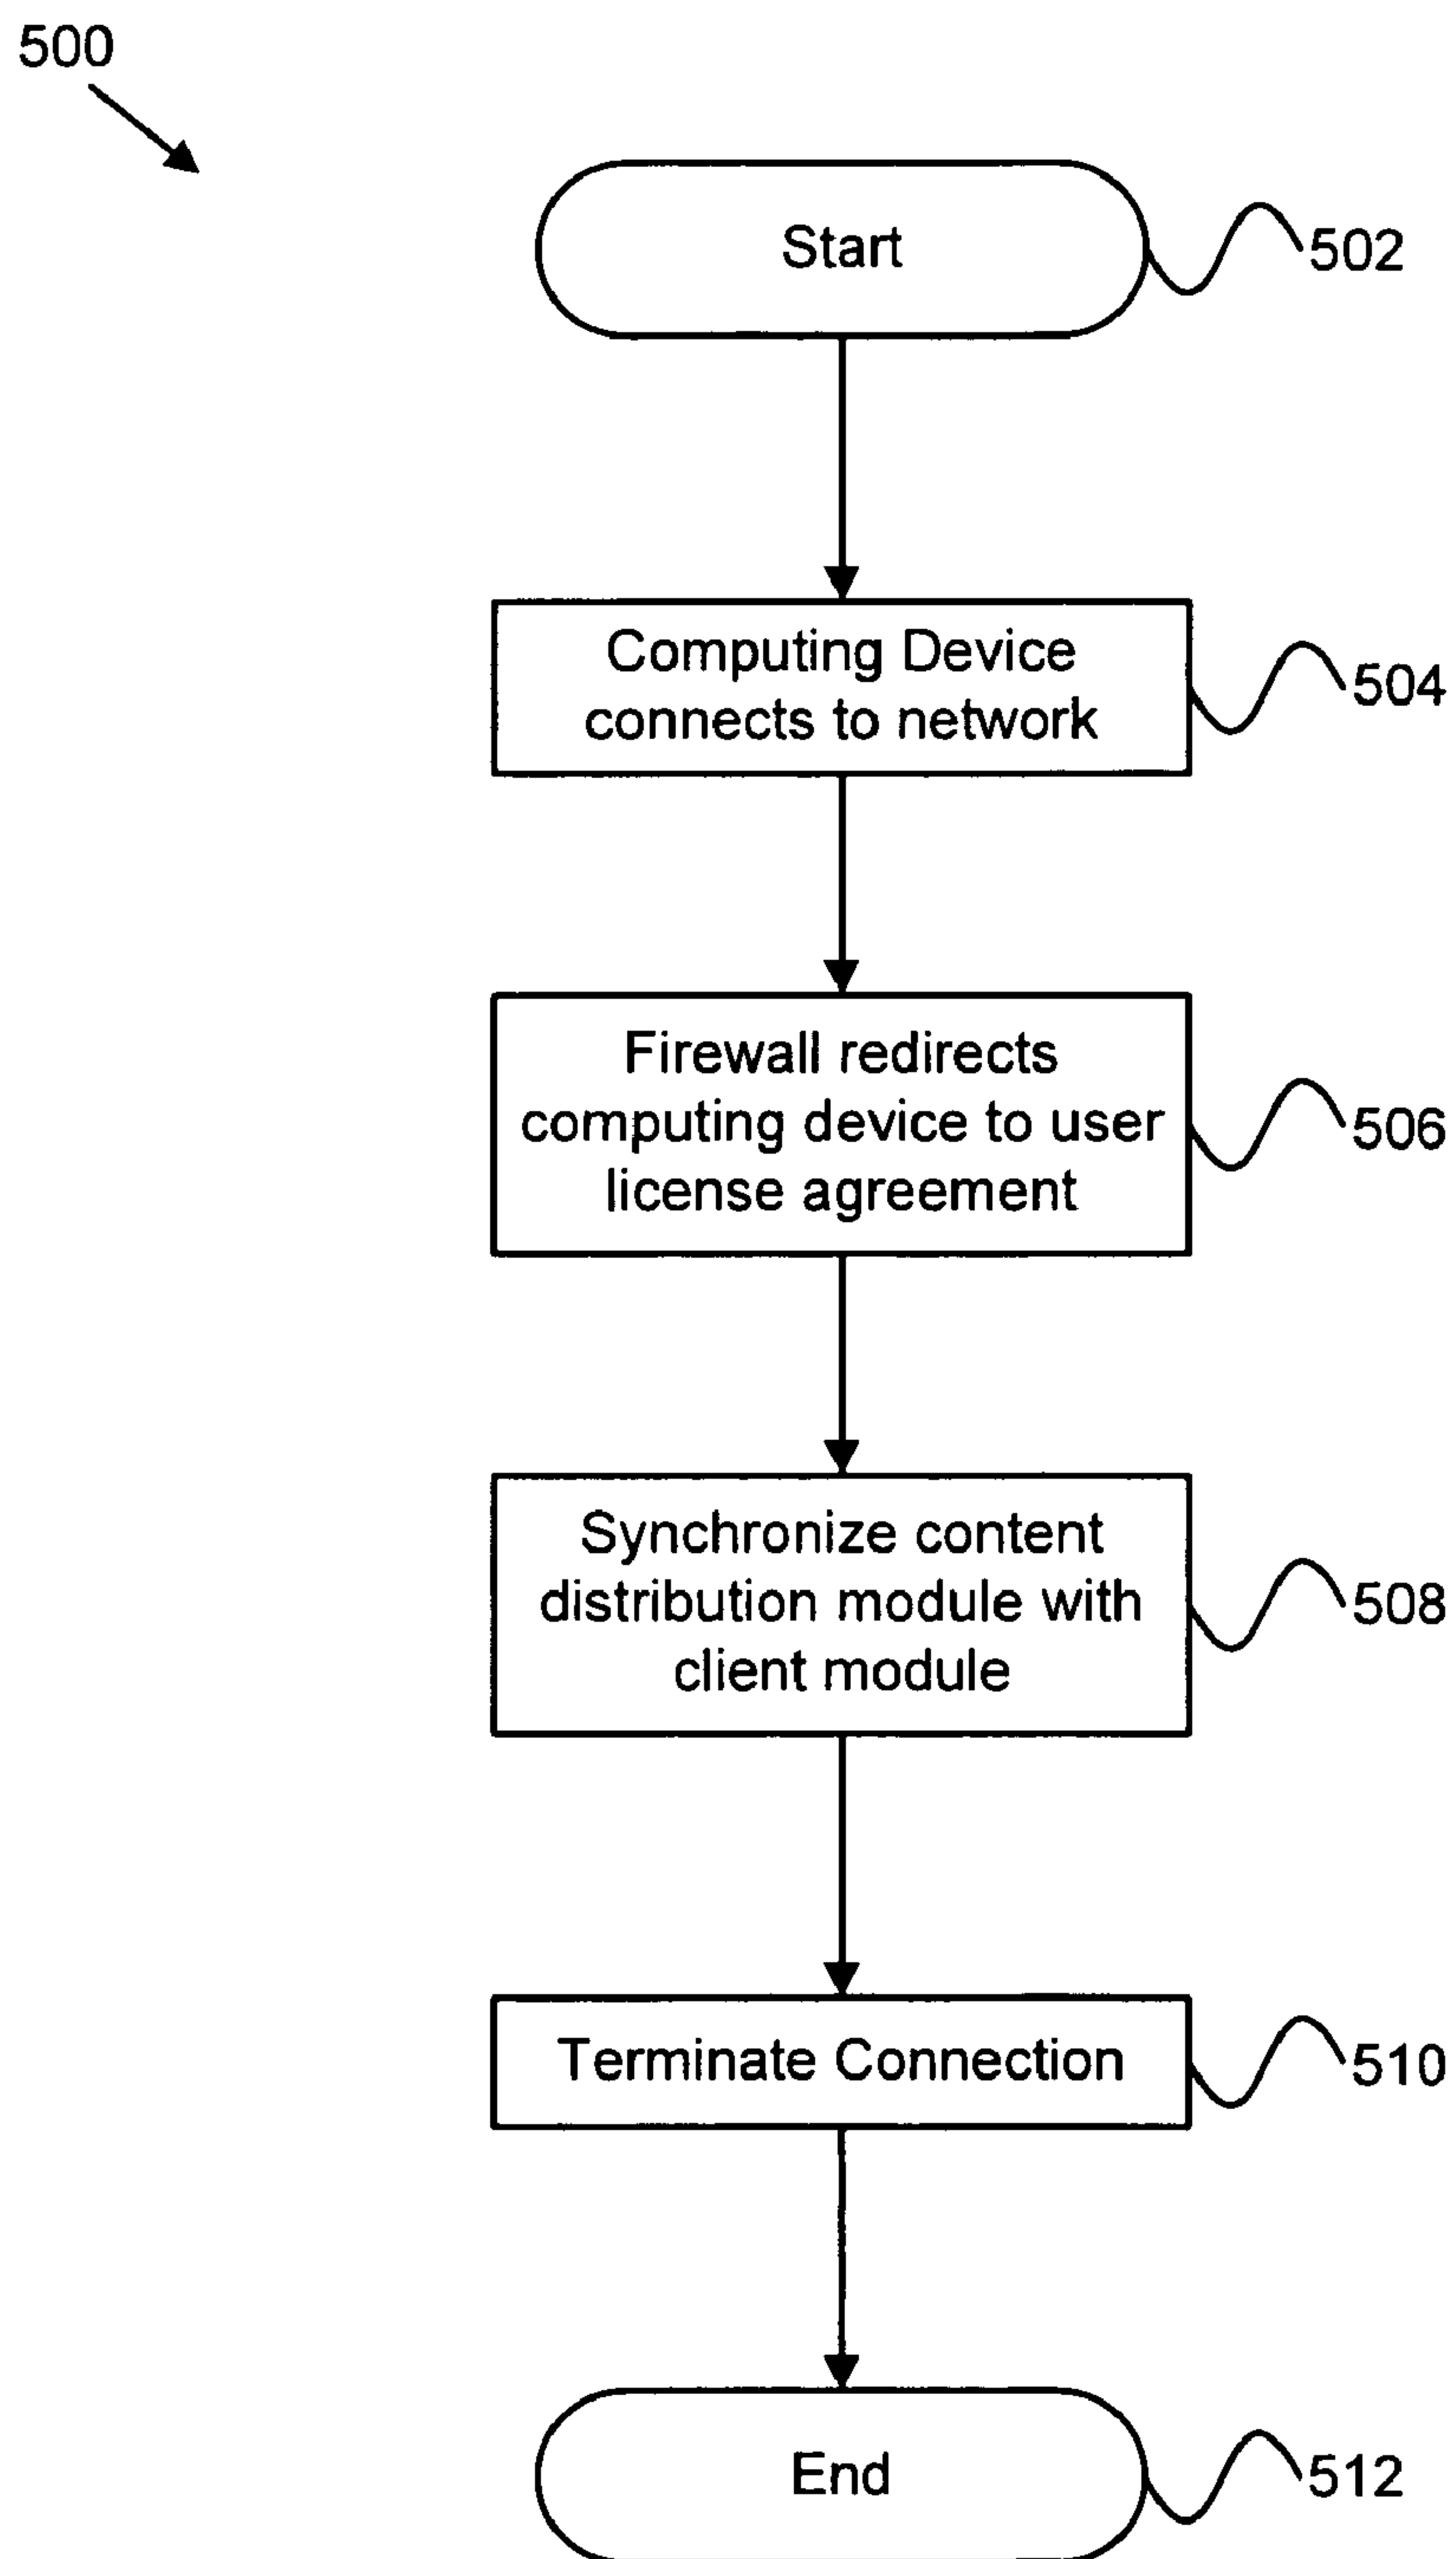 500
Start
502
Computing Device
connects to network
504
Firewall redirects
computing device to user
license agreement
506
Synchronize content
distribution module with
client module
508
Terminate Connection
510
End
512